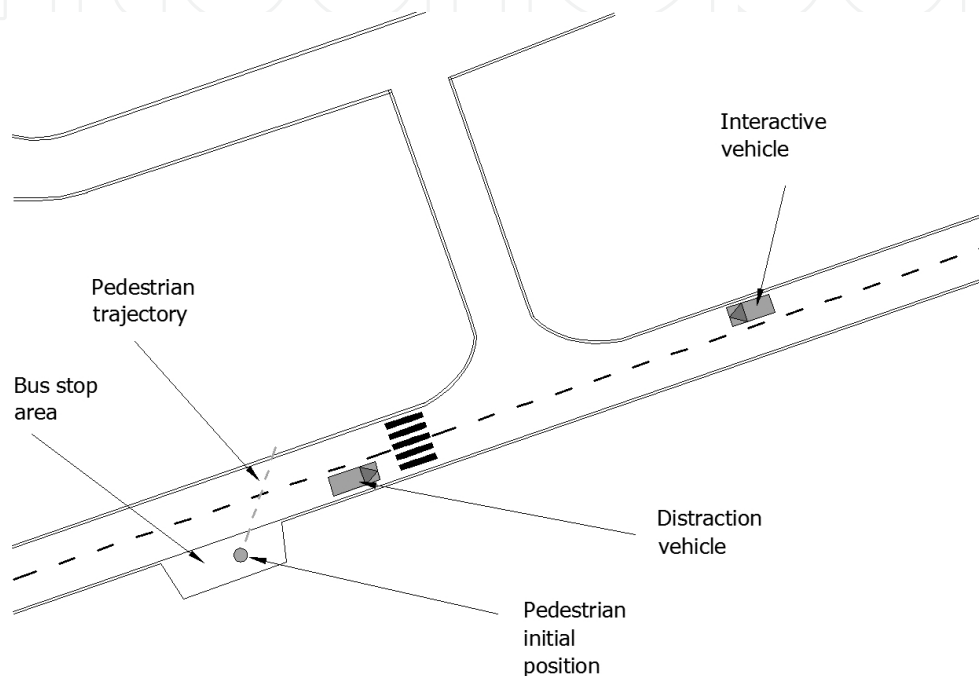 Interactive
vehicle
Pedestrian
trajectory
Bus stop
area
Distraction
vehicle
Pedestrian
initial
position